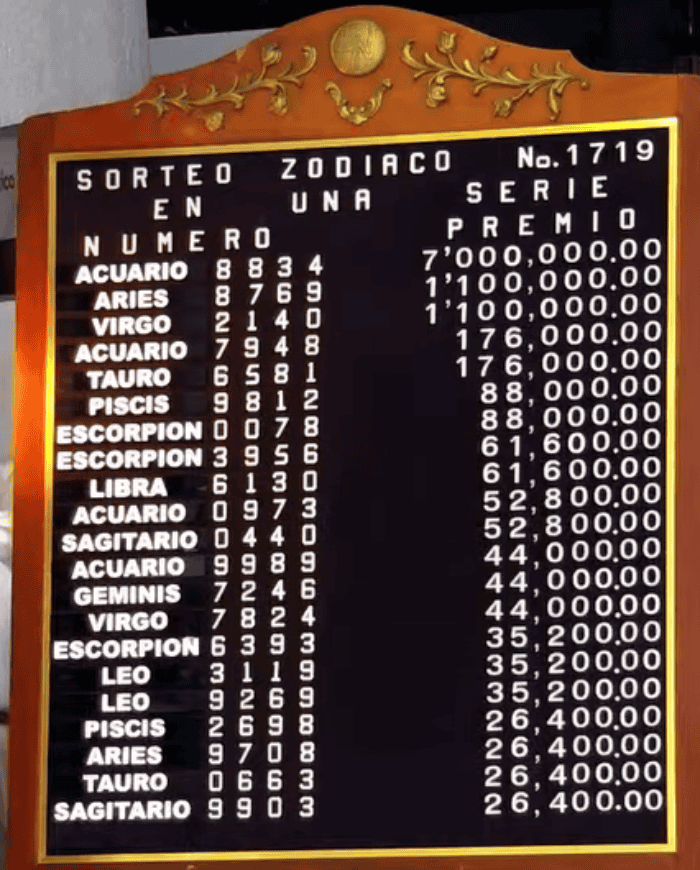 SORTEO ZODIACO No.1719
EN UNA SERIE
NUMERO PREMIO
ACUARIO 8834 7'000,000.00
ARIES 8769 1'100,000.00
VIRGO 2140 1'100,000.00
ACUARIO 7948 176,000.00
TAURO 6581 176,000.00
PISCIS 9812 88,000.00
ESCORPION 0078 88,000.00
ESCORPION 3956 61,600.00
LIBRA 6130 61,600.00
ACUARIO 0973 52,800.00
SAGITARIO 0440 52,800.00
ACUARIO 9989 44,000.00
GEMINIS 7246 44,000.00
VIRGO 7824 44,000.00
ESCORPION 6393 35,200.00
LEO 3119 35,200.00
LEO 9269 35,200.00
PISCIS 2698 26,400.00
ARIES 9708 26,400.00
TAURO 0663 26,400.00
SAGITARIO 9903 26,400.00